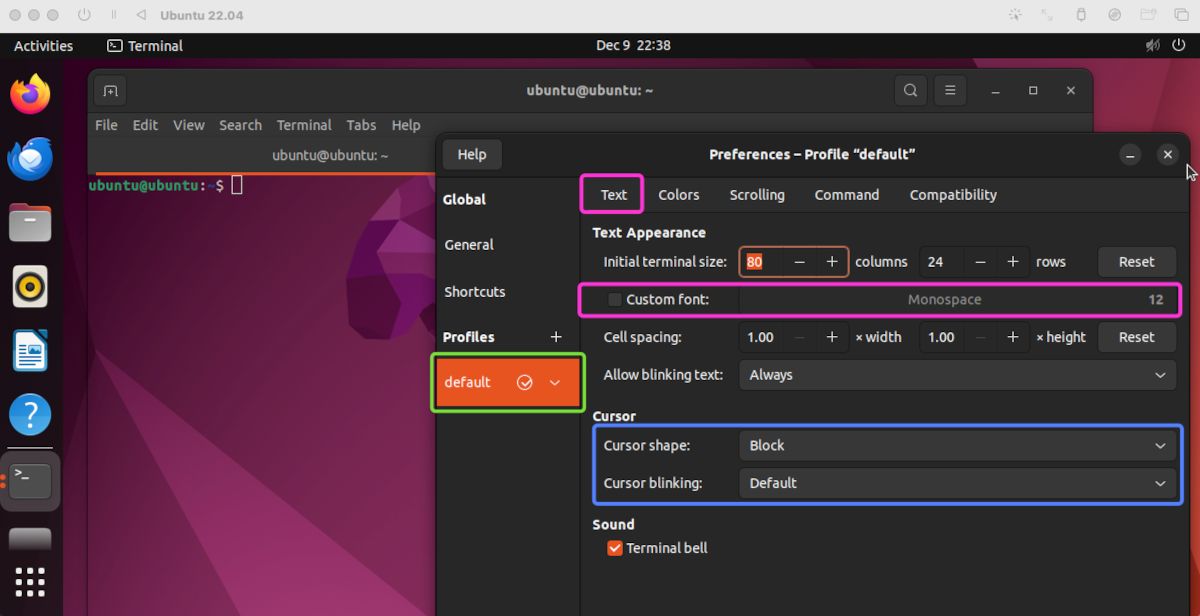 Ubuntu 22.04
Activities Terminal Dec 9 22:38
ubuntu@ubuntu: ~
File Edit View Search Terminal Tabs Help
ubuntu@ubuntu: ~
ubuntu@ubuntu:~$
Help Preferences – Profile “default”
Global
General
Shortcuts
Profiles +
default
Text Colors Scrolling Command Compatibility
Text Appearance
Initial terminal size: 80 − + columns 24 − + rows Reset
Custom font: Monospace 12
Cell spacing: 1.00 − + × width 1.00 − + × height Reset
Allow blinking text: Always
Cursor
Cursor shape: Block
Cursor blinking: Default
Sound
Terminal bell